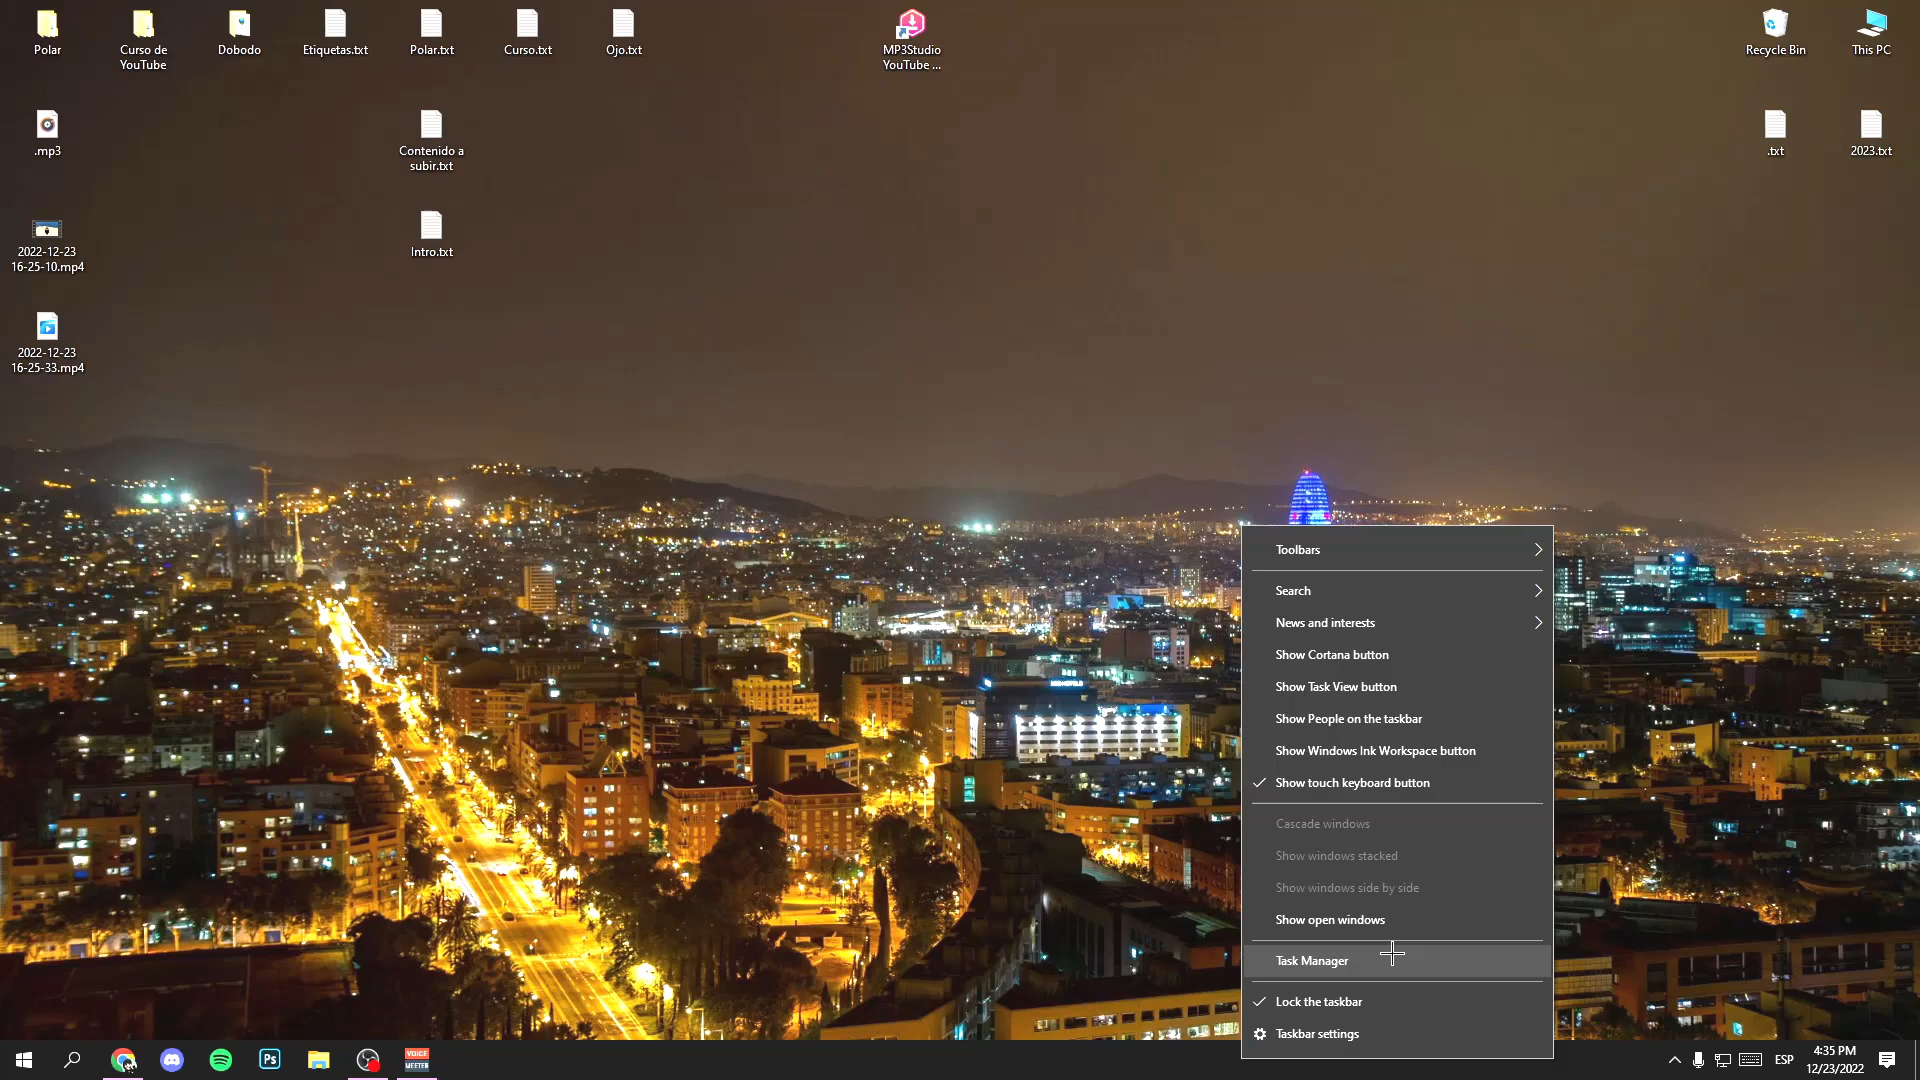 Polar
Curso de
YouTube
Dobodo
Etiquetas.txt
Polar.txt
Curso.txt
Ojo.txt
MP3Studio
YouTube ...
Recycle Bin
This PC
.mp3
Contenido a
subir.txt
.txt
2023.txt
2022-12-23
16-25-10.mp4
Intro.txt
2022-12-23
16-25-33.mp4
Toolbars
Search
News and interests
Show Cortana button
Show Task View button
Show People on the taskbar
Show Windows Ink Workspace button
Show touch keyboard button
Cascade windows
Show windows stacked
Show windows side by side
Show open windows
Task Manager
Lock the taskbar
Taskbar settings
Ps
VOICE
MEETER
ESP
4:35 PM
12/23/2022